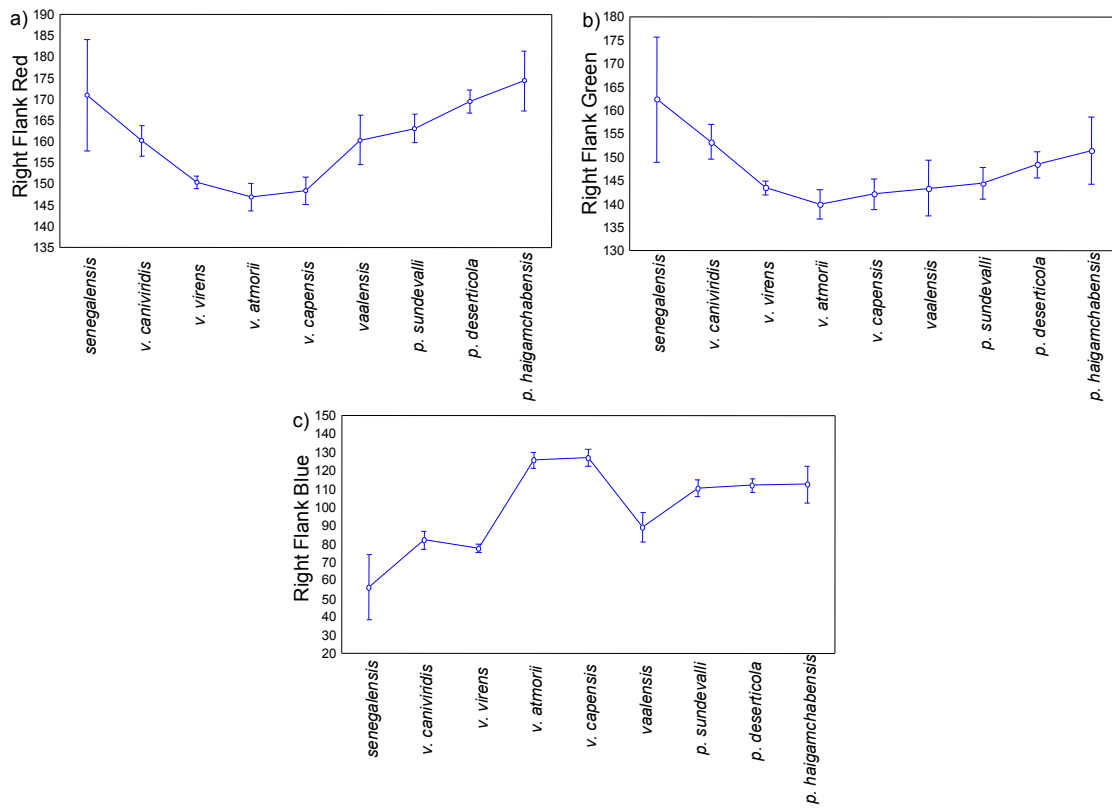 a)
Right Flank Red
190
185
180
175
170
165
160
155
150
145
140
135
senegalensis
v. caniviridis
v. virens
v. atmorii
v. capensis
vaalensis
p. sundevalli
p. deserticola
p. haigamchabensis
b)
Right Flank Green
180
175
170
165
160
155
150
145
140
135
130
senegalensis
v. caniviridis
v. virens
v. atmorii
v. capensis
vaalensis
p. sundevalli
p. deserticola
p. haigamchabensis
c)
Right Flank Blue
150
140
130
120
110
100
90
80
70
60
50
40
30
20
senegalensis
v. caniviridis
v. virens
v. atmorii
v. capensis
vaalensis
p. sundevalli
p. deserticola
p. haigamchabensis